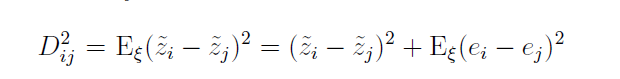 $D_{ij}^2 = \mathrm{E}_\xi(\tilde{z}_i - \tilde{z}_j)^2 = (\tilde{z}_i - \tilde{z}_j)^2 + \mathrm{E}_\xi(e_i - e_j)^2$